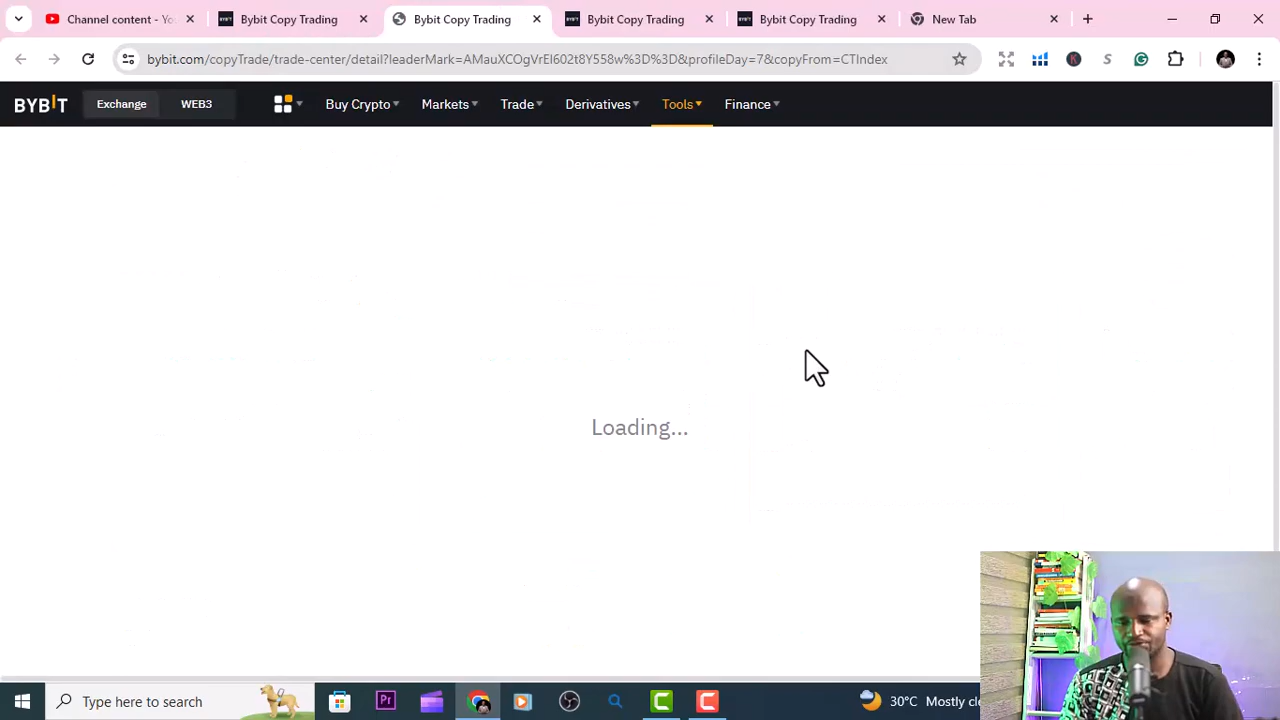 Channel content - Yo
Bybit Copy Trading
Bybit Copy Trading
Bybit Copy Trading
Bybit Copy Trading
New Tab
bybit.com/copyTrade/trade-center/detail?leaderMark=AMauXCOgVrEI602t8Y558w%3D%3D&profileDay=7&copyFrom=CTIndex
BYBIT
Exchange
WEB3
Buy Crypto
Markets
Trade
Derivatives
Tools
Finance
Loading...
Type here to search
Pr
30°C Mostly cl